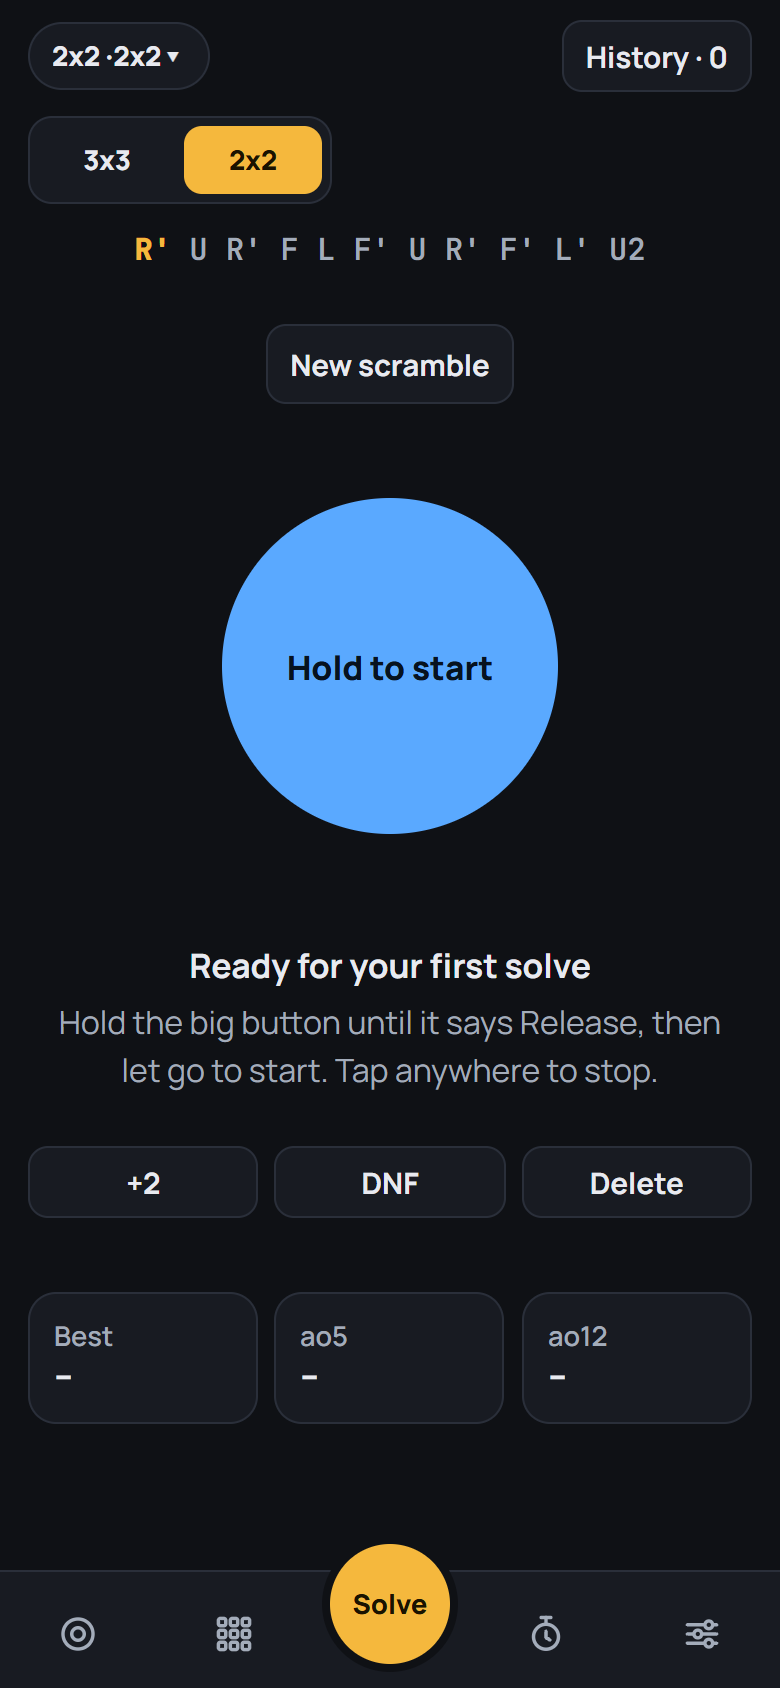 2x2 ·2x2 ▾
History · 0
3x3
2x2
R' U R' F L F' U R' F' L' U2
New scramble
Hold to start
Ready for your first solve
Hold the big button until it says Release, then
let go to start. Tap anywhere to stop.
+2
DNF
Delete
Best
ao5
ao12
–
–
–
Solve